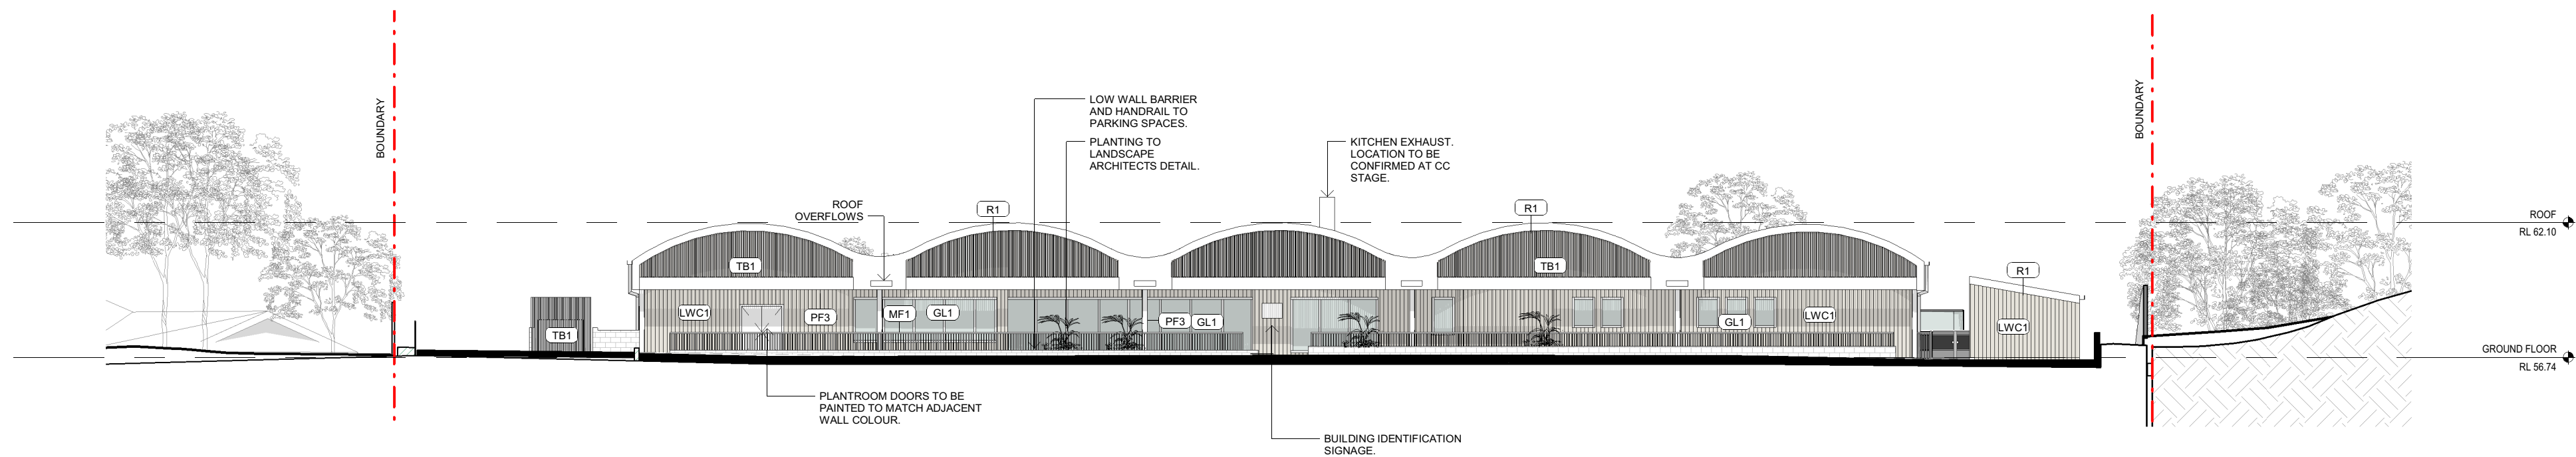 BOUNDARY
BOUNDARY
LOW WALL BARRIER
AND HANDRAIL TO
PARKING SPACES.
PLANTING TO
LANDSCAPE
ARCHITECTS DETAIL.
KITCHEN EXHAUST.
LOCATION TO BE
CONFIRMED AT CC
STAGE.
ROOF
OVERFLOWS
R1
R1
ROOF
RL 62.10
TB1
TB1
R1
LWC1
PF3
MF1
GL1
PF3
GL1
GL1
LWC1
LWC1
TB1
GROUND FLOOR
RL 56.74
PLANTROOM DOORS TO BE
PAINTED TO MATCH ADJACENT
WALL COLOUR.
BUILDING IDENTIFICATION
SIGNAGE.